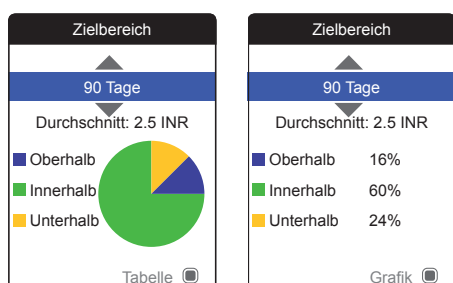 Zielbereich
90 Tage
Durchschnitt: 2.5 INR
Oberhalb
Innerhalb
Unterhalb
Tabelle
Zielbereich
90 Tage
Durchschnitt: 2.5 INR
Oberhalb 16%
Innerhalb 60%
Unterhalb 24%
Grafik